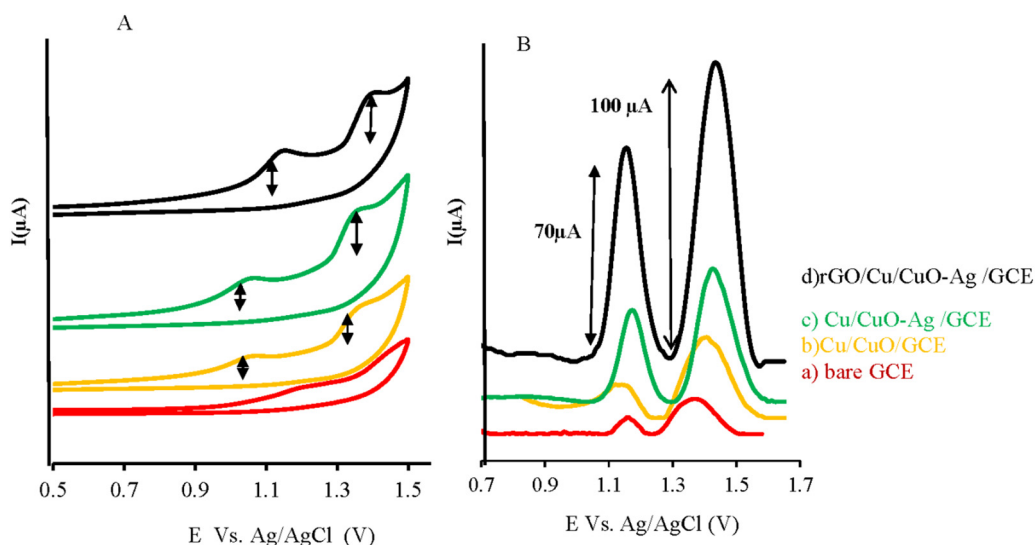 A
I(µA)
0.5 0.7 0.9 1.1 1.3 1.5
E Vs. Ag/AgCl (V)
B
100 µA
70µA
I(µA)
0.7 0.9 1.1 1.3 1.5 1.7
E Vs. Ag/AgCl (V)
d)rGO/Cu/CuO-Ag /GCE
c) Cu/CuO-Ag /GCE
b)Cu/CuO/GCE
a) bare GCE